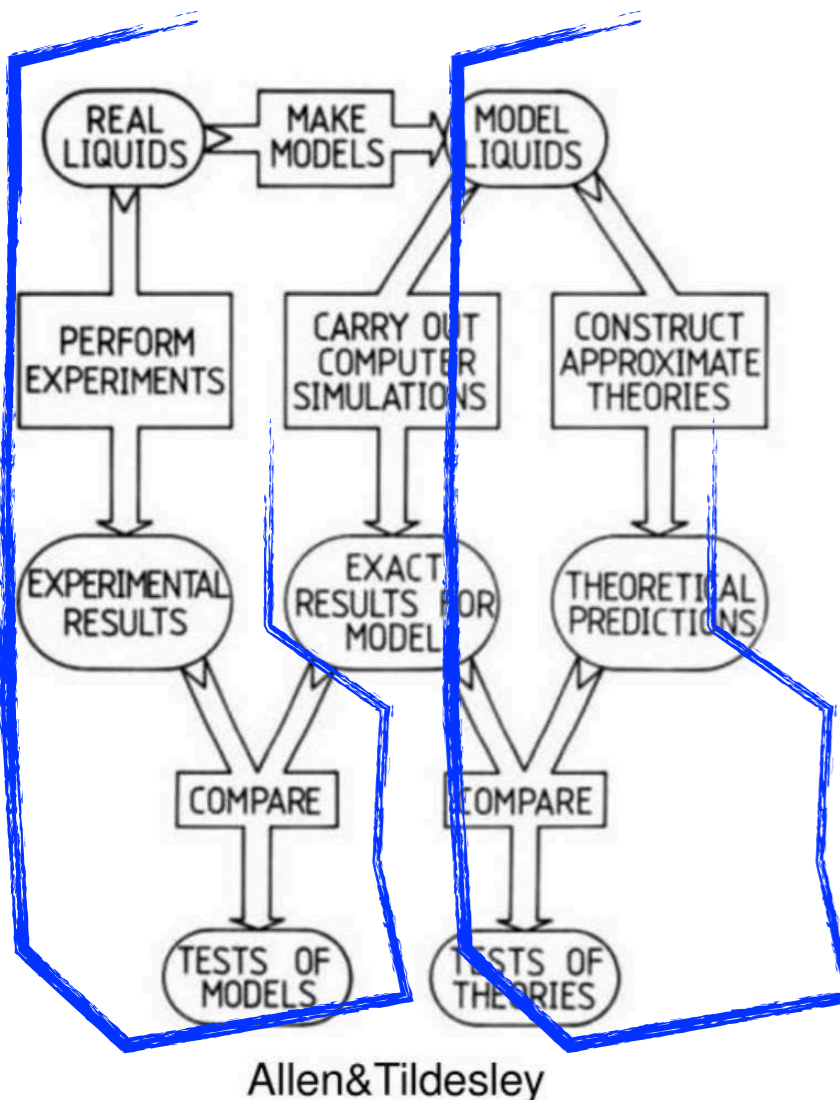 REAL
LIQUIDS
MAKE
MODELS
MODEL
LIQUIDS
PERFORM
EXPERIMENTS
CARRY OUT
COMPUTER
SIMULATIONS
CONSTRUCT
APPROXIMATE
THEORIES
EXPERIMENTAL
RESULTS
EXACT
RESULTS FOR
MODEL
THEORETICAL
PREDICTIONS
COMPARE
COMPARE
TESTS OF
MODELS
TESTS OF
THEORIES
Allen&Tildesley